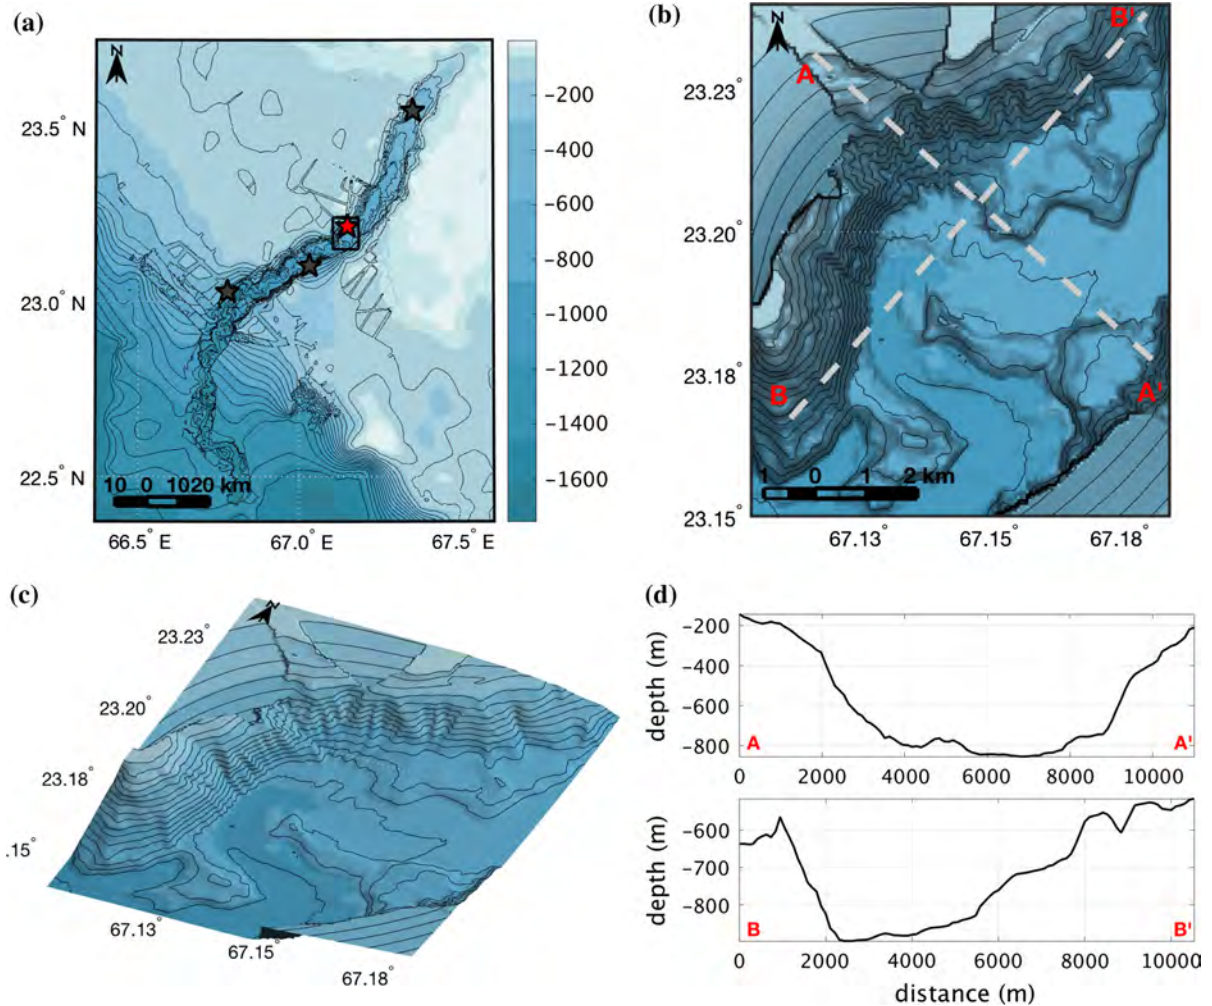 (a)
N
23.5° N
23.0° N
22.5° N
10 0 1020 km
66.5° E
67.0° E
67.5° E
−200
−400
−600
−800
−1000
−1200
−1400
−1600
(b)
N
A
B'
B
A'
23.23°
23.20°
23.18°
23.15°
1 0 1 2 km
67.13°
67.15°
67.18°
(c)
N
23.23°
23.20°
23.18°
.15°
67.13°
67.15°
67.18°
(d)
depth (m)
−200
−400
−600
−800
A
A'
0 2000 4000 6000 8000 10000
depth (m)
−600
−700
−800
B
B'
0 2000 4000 6000 8000 10000
distance (m)